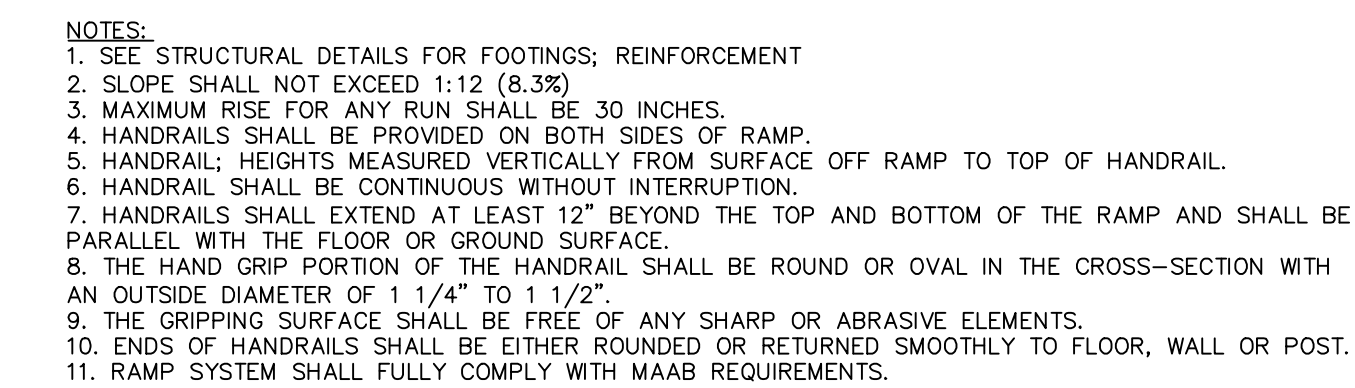 NOTES:
1. SEE STRUCTURAL DETAILS FOR FOOTINGS; REINFORCEMENT
2. SLOPE SHALL NOT EXCEED 1:12 (8.3%)
3. MAXIMUM RISE FOR ANY RUN SHALL BE 30 INCHES.
4. HANDRAILS SHALL BE PROVIDED ON BOTH SIDES OF RAMP.
5. HANDRAIL; HEIGHTS MEASURED VERTICALLY FROM SURFACE OFF RAMP TO TOP OF HANDRAIL.
6. HANDRAIL SHALL BE CONTINUOUS WITHOUT INTERRUPTION.
7. HANDRAILS SHALL EXTEND AT LEAST 12” BEYOND THE TOP AND BOTTOM OF THE RAMP AND SHALL BE
PARALLEL WITH THE FLOOR OR GROUND SURFACE.
8. THE HAND GRIP PORTION OF THE HANDRAIL SHALL BE ROUND OR OVAL IN THE CROSS–SECTION WITH
AN OUTSIDE DIAMETER OF 1 1/4” TO 1 1/2”.
9. THE GRIPPING SURFACE SHALL BE FREE OF ANY SHARP OR ABRASIVE ELEMENTS.
10. ENDS OF HANDRAILS SHALL BE EITHER ROUNDED OR RETURNED SMOOTHLY TO FLOOR, WALL OR POST.
11. RAMP SYSTEM SHALL FULLY COMPLY WITH MAAB REQUIREMENTS.